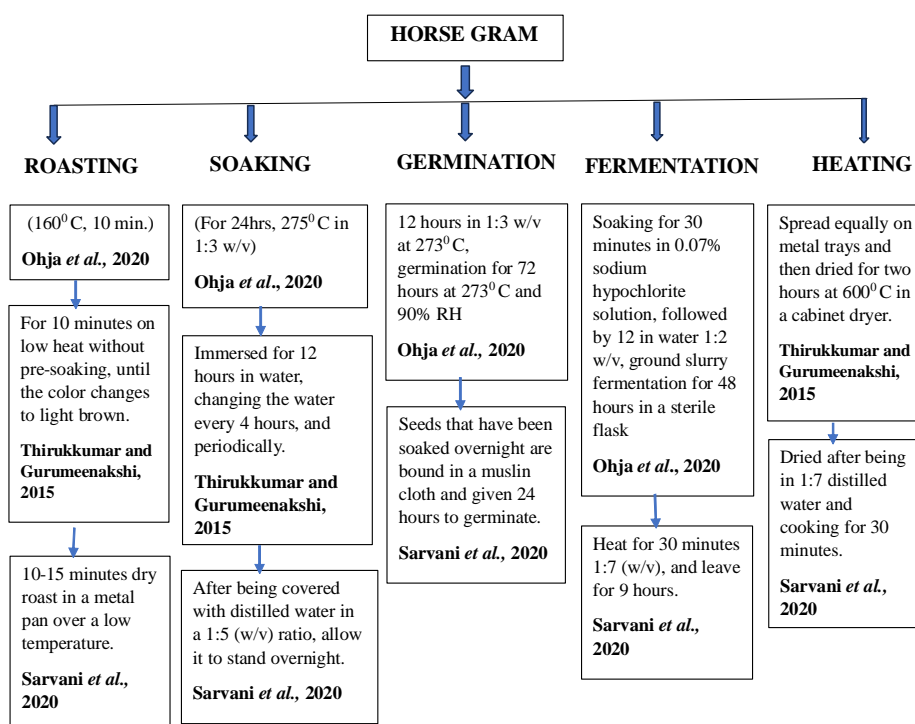 HORSE GRAM
ROASTING
SOAKING
GERMINATION
FERMENTATION
HEATING
(160⁰ C, 10 min.)
Ohja et al., 2020
For 10 minutes on
low heat without
pre-soaking, until
the color changes
to light brown.
Thirukkumar and
Gurumeenakshi,
2015
10-15 minutes dry
roast in a metal
pan over a low
temperature.
Sarvani et al.,
2020
(For 24hrs, 275⁰ C in
1:3 w/v)
Ohja et al., 2020
Immersed for 12
hours in water,
changing the water
every 4 hours, and
periodically.
Thirukkumar and
Gurumeenakshi,
2015
After being covered
with distilled water in
a 1:5 (w/v) ratio, allow
it to stand overnight.
Sarvani et al., 2020
12 hours in 1:3 w/v
at 273⁰ C,
germination for 72
hours at 273⁰ C and
90% RH
Ohja et al., 2020
Seeds that have been
soaked overnight are
bound in a muslin
cloth and given 24
hours to germinate.
Sarvani et al., 2020
Soaking for 30
minutes in 0.07%
sodium
hypochlorite
solution, followed
by 12 in water 1:2
w/v, ground slurry
fermentation for 48
hours in a sterile
flask
Ohja et al., 2020
Heat for 30 minutes
1:7 (w/v), and leave
for 9 hours.
Sarvani et al.,
2020
Spread equally on
metal trays and
then dried for two
hours at 600⁰ C in
a cabinet dryer.
Thirukkumar and
Gurumeenakshi,
2015
Dried after being
in 1:7 distilled
water and
cooking for 30
minutes.
Sarvani et al.,
2020